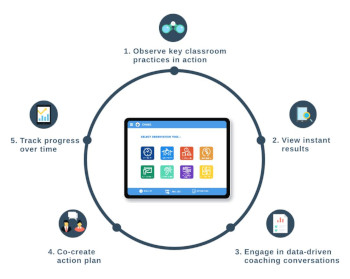 1. Observe key classroom
practices in action
2. View instant
results
3. Engage in data-driven
coaching conversations
4. Co-create
action plan
5. Track progress
over time
SELECT OBSERVATION TOOL...